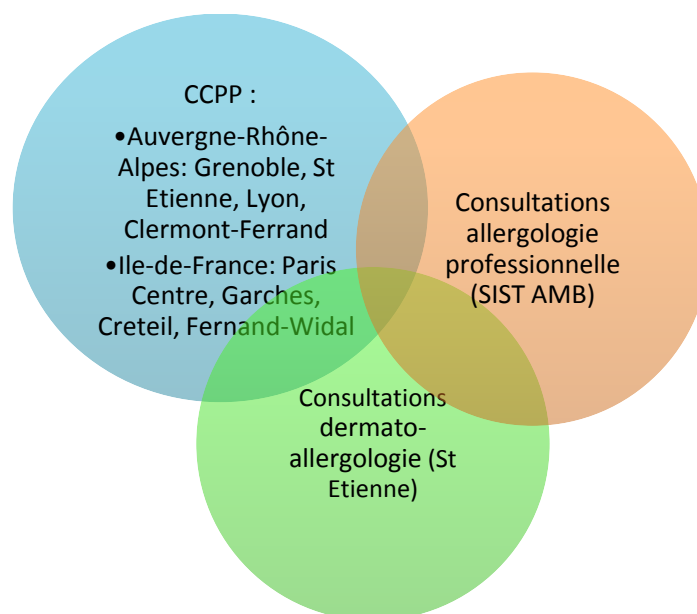 CCPP :
•Auvergne-Rhône-
Alpes: Grenoble, St
Etienne, Lyon,
Clermont-Ferrand
•Ile-de-France: Paris
Centre, Garches,
Creteil, Fernand-Widal
Consultations
allergologie
professionnelle
(SIST AMB)
Consultations
dermato-
allergologie (St
Etienne)